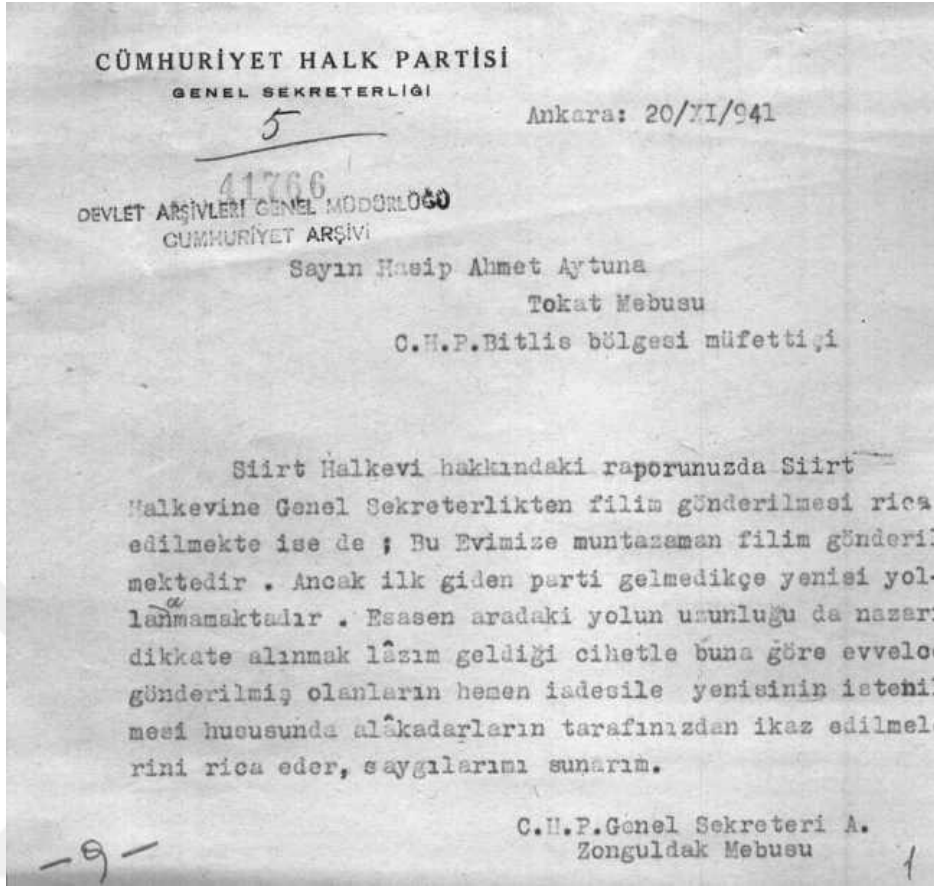 CÜMHURİYET HALK PARTİSİ
GENEL SEKRETERLİĞİ
5
Ankara: 20/XI/941
41766
DEVLET ARŞİVLERİ GENEL MÜDÜRLÜĞÜ
CUMHURİYET ARŞİVİ
Sayın Hasip Ahmet Aytuna
Tokat Mebusu
C.H.P.Bitlis bölgesi müfettişi
Siirt Halkevi hakkındaki raporunuzda Siirt
Halkevine Genel Sekreterlikten filim gönderilmesi rica
edilmekte ise de ; Bu Evimize muntazaman filim gönderil
mektedir . Ancak ilk giden parti gelmedikçe yenisi yol-
lanmamaktadır . Esasen aradaki yolun uzunluğu da nazarı
dikkate alınmak lâzım geldiği cihetle buna göre evvelce
gönderilmiş olanların hemen iadesile yenisinin istenil
mesi hususunda alâkadarların tarafınızdan ikaz edilmele
rini rica eder, saygılarımı sunarım.
C.H.P.Genel Sekreteri A.
Zonguldak Mebusu
-9-
1